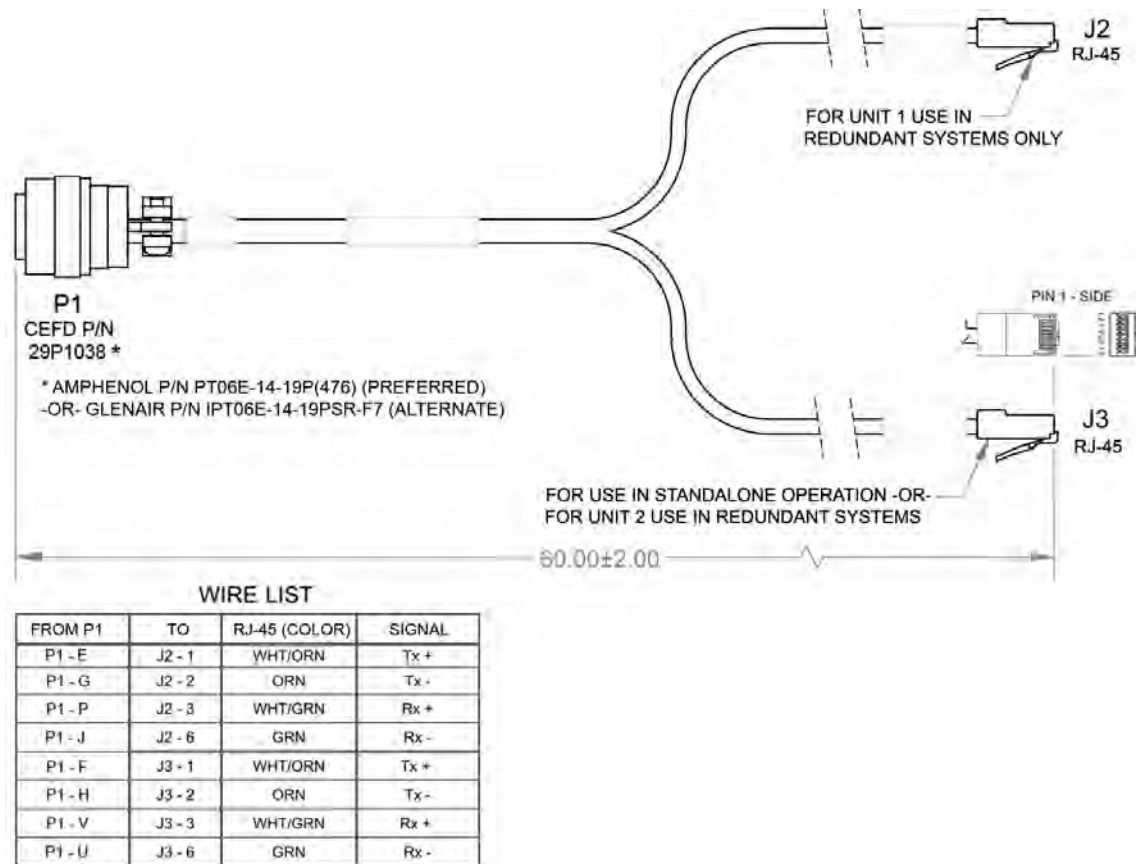 J2
RJ-45
FOR UNIT 1 USE IN
REDUNDANT SYSTEMS ONLY
P1
CEFD P/N
29P1038 *
* AMPHENOL P/N PT06E-14-19P(476) (PREFERRED)
-OR- GLENAIR P/N IPT06E-14-19PSR-F7 (ALTERNATE)
PIN 1 - SIDE
J3
RJ-45
FOR USE IN STANDALONE OPERATION -OR-
FOR UNIT 2 USE IN REDUNDANT SYSTEMS
60.00±2.00
WIRE LIST
FROM P1 TO RJ-45 (COLOR) SIGNAL
P1 - E J2 - 1 WHT/ORN Tx +
P1 - G J2 - 2 ORN Tx -
P1 - P J2 - 3 WHT/GRN Rx +
P1 - J J2 - 6 GRN Rx -
P1 - F J3 - 1 WHT/ORN Tx +
P1 - H J3 - 2 ORN Tx -
P1 - V J3 - 3 WHT/GRN Rx +
P1 - U J3 - 6 GRN Rx -